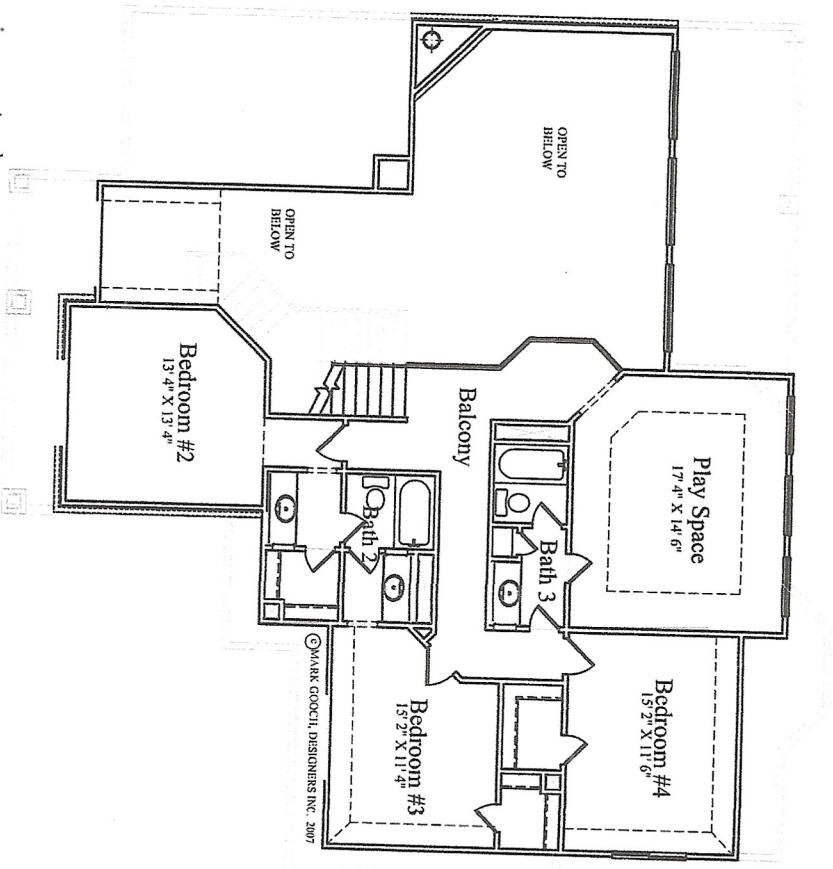 OPEN TO
BELOW
OPEN TO
BELOW
Play Space
17' 4" X 14' 6"
Balcony
Bedroom #2
13' 4" X 13' 4"
Bath 2
Bath 3
Bedroom #4
15' 2" X 11' 6"
Bedroom #3
15' 2" X 11' 4"
© MARK GOOCH, DESIGNERS INC. 2007